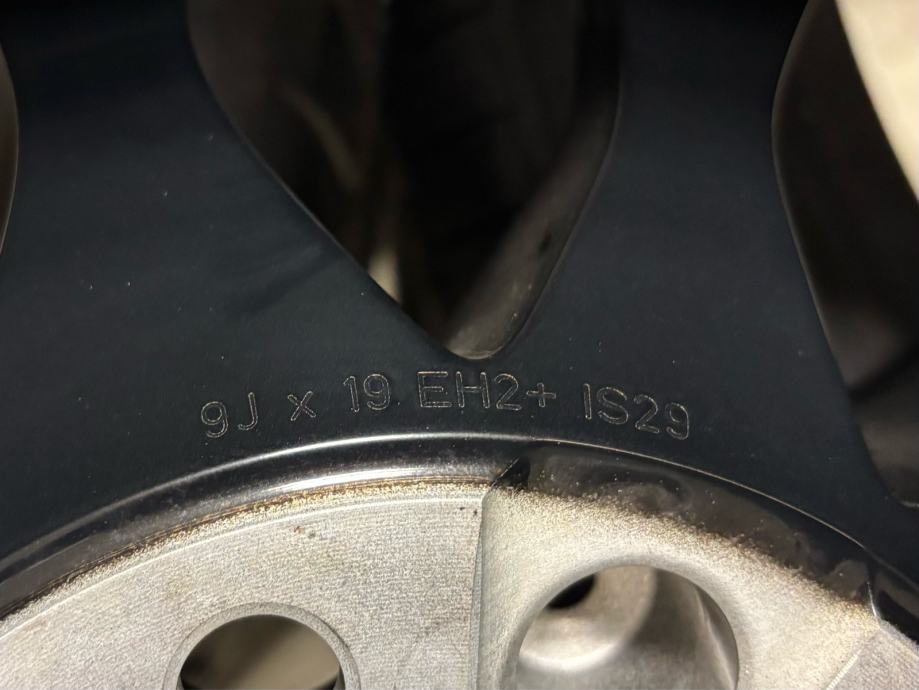 9J x 19 EH2+ IS29